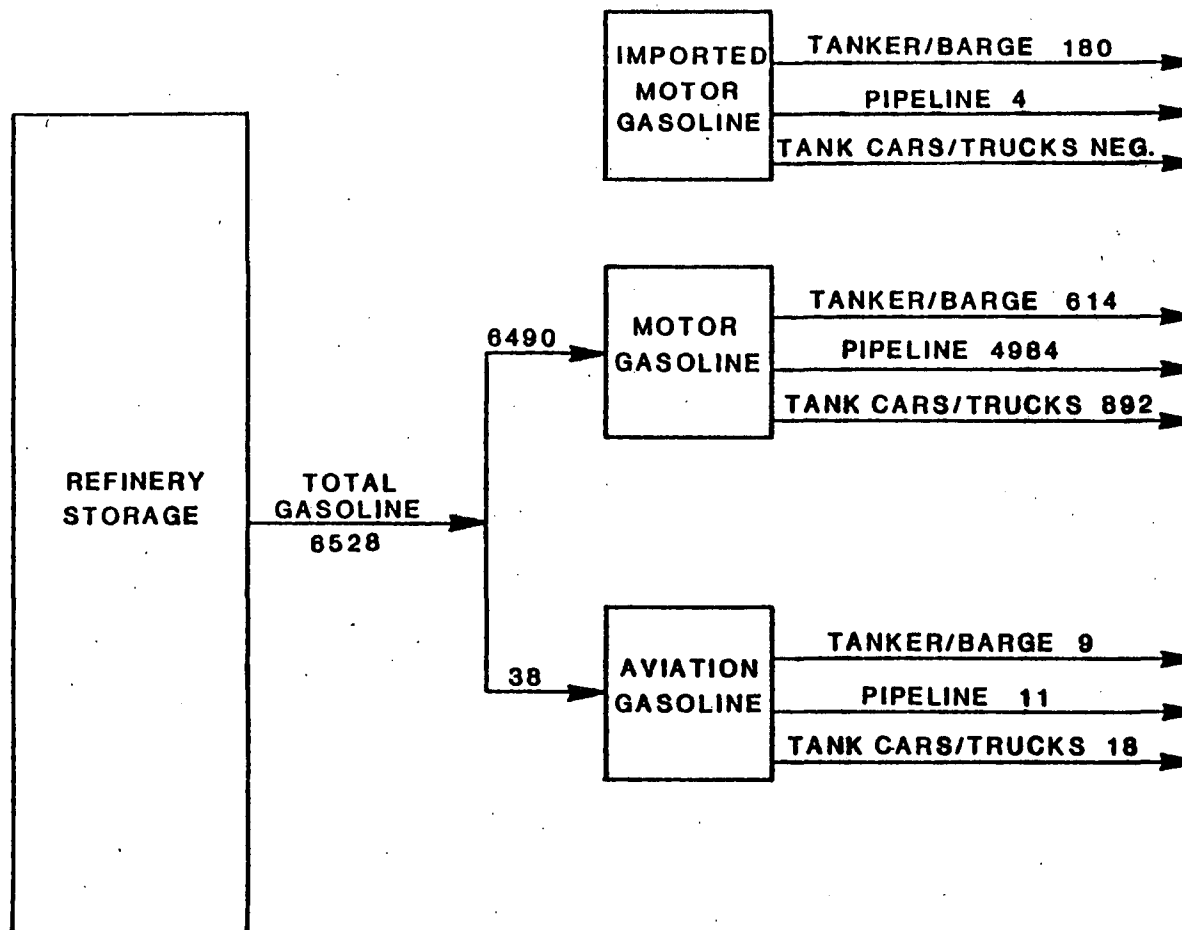 IMPORTED
MOTOR
GASOLINE
TANKER/BARGE 180
PIPELINE 4
TANK CARS/TRUCKS NEG.
6490
MOTOR
GASOLINE
TANKER/BARGE 614
PIPELINE 4984
TANK CARS/TRUCKS 892
REFINERY
STORAGE
TOTAL
GASOLINE
6528
38
AVIATION
GASOLINE
TANKER/BARGE 9
PIPELINE 11
TANK CARS/TRUCKS 18